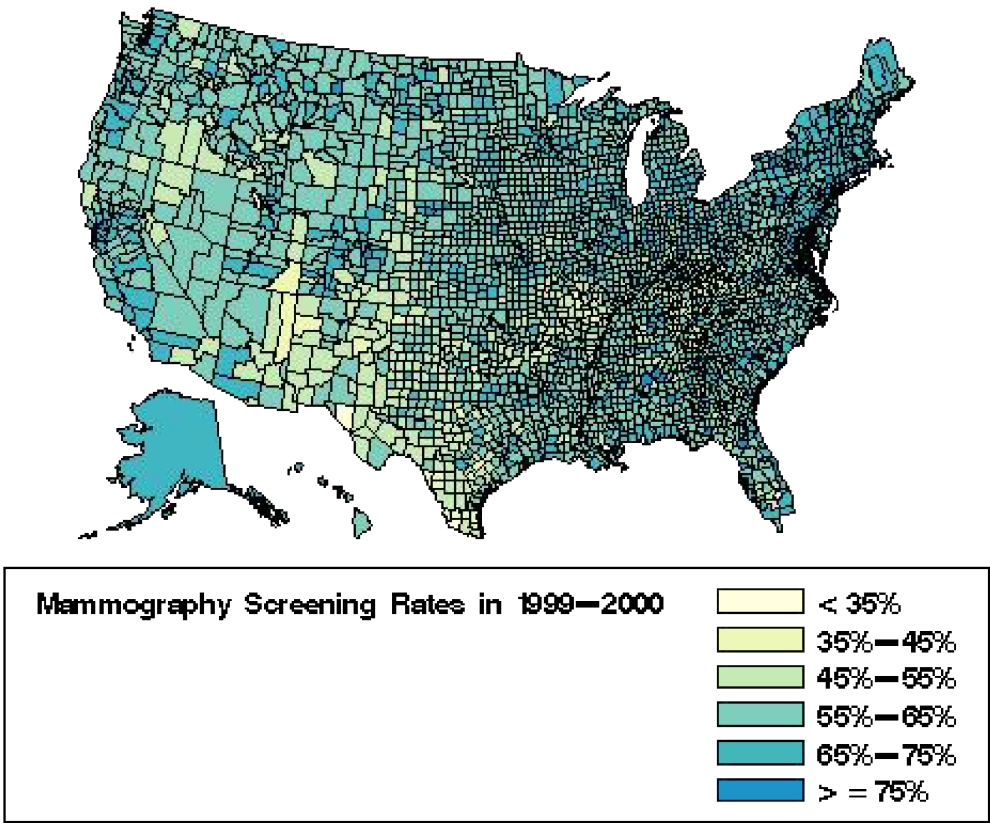 Mammography Screening Rates in 1999–2000
< 35%
35%–45%
45%–55%
55%–65%
65%–75%
> = 75%